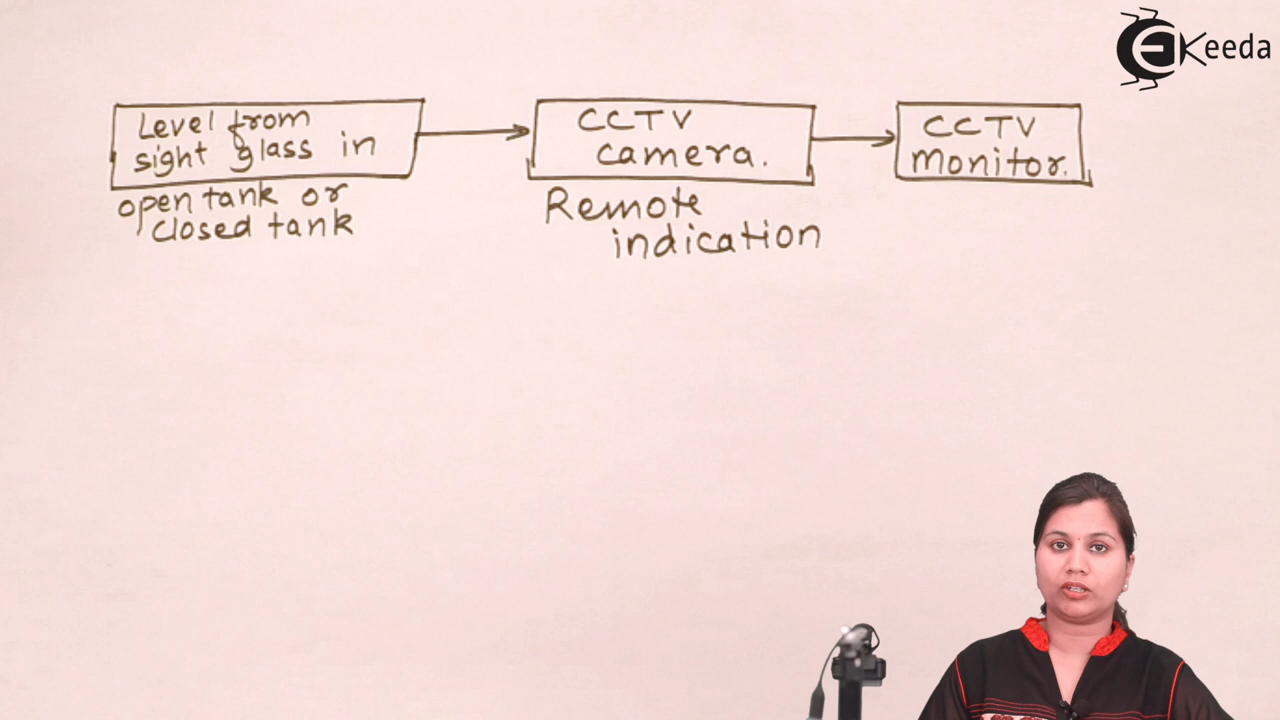 Ekeeda
Level from
sight glass in
open tank or
closed tank
CCTV
camera.
Remote
indication
CCTV
monitor.